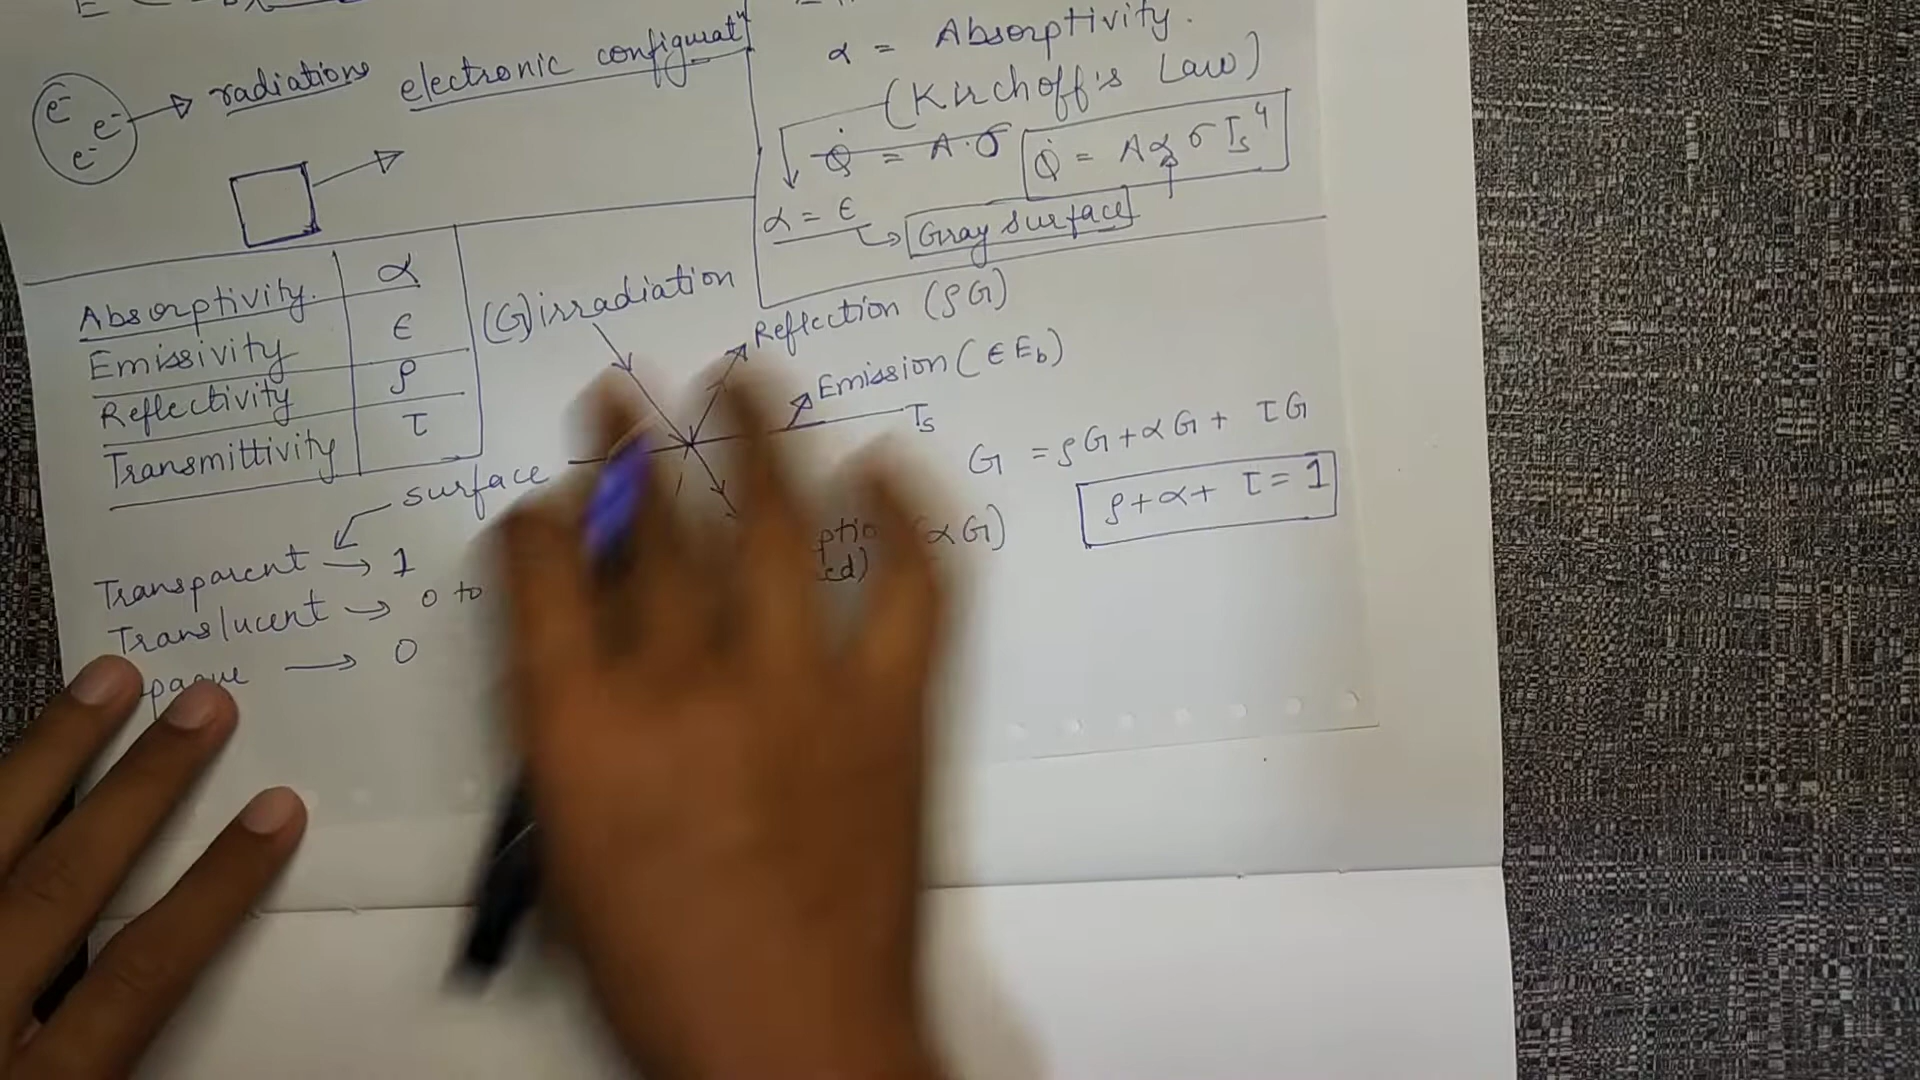 e⁻ e⁻ e⁻ → radiations electronic configuratⁿ
α = Absorptivity.
(Kirchoff's Law)
Q̇ = A·σ
Q̇ = Aα σ Ts⁴
α = ϵ
Gray Surface
Absorptivity. α
Emissivity ϵ
Reflectivity ρ
Transmittivity τ
(G) irradiation
Reflection (ρG)
Emission (ϵ Eb)
Ts
G = ρG + αG + τG
ρ + α + τ = 1
surface
αG)
Transparent → 1
Translucent → 0 to
paque → 0